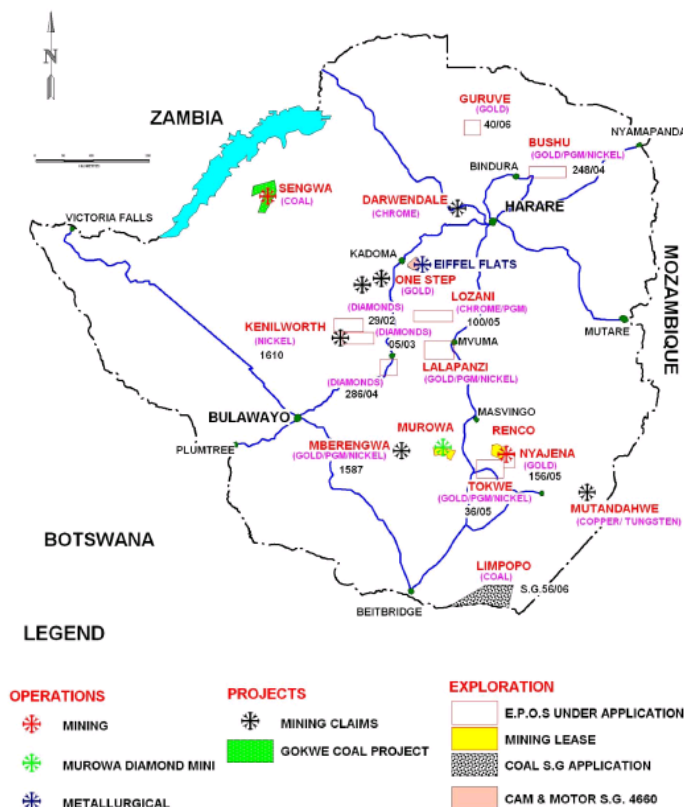 N
ZAMBIA
GURUVE
(GOLD)
40/06
BUSHU
(GOLD/PGM/NICKEL)
NYAMAPANDA
BINDURA
248/04
SENGWA
(COAL)
DARWENDALE
(CHROME)
HARARE
VICTORIA FALLS
KADOMA
EIFFEL FLATS
ONE STEP
(GOLD)
MOZAMBIQUE
(DIAMONDS)
29/02
LOZANI
(CHROME/PGM)
100/05
KENILWORTH
(NICKEL)
1610
(DIAMONDS)
05/03
MUTARE
MVUMA
LALAPANZI
(GOLD/PGM/NICKEL)
(DIAMONDS)
286/04
BULAWAYO
MASVINGO
PLUMTREE
MBERENGWA
(GOLD/PGM/NICKEL)
1587
MUROWA
RENCO
NYAJENA
(GOLD)
156/05
TOKWE
(GOLD/PGM/NICKEL)
36/05
MUTANDAHWE
(COPPER/ TUNGSTEN)
BOTSWANA
LIMPOPO
(COAL)
S.G.56/06
BEITBRIDGE
LEGEND
OPERATIONS
MINING
MUROWA DIAMOND MINI
METALLURGICAL
PROJECTS
MINING CLAIMS
GOKWE COAL PROJECT
EXPLORATION
E.P.O.S UNDER APPLICATION
MINING LEASE
COAL S.G APPLICATION
CAM & MOTOR S.G. 4660